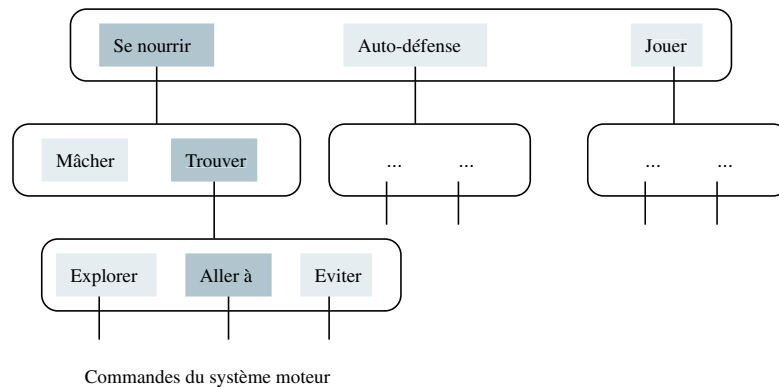 Se nourrir Auto-défense Jouer
Mâcher Trouver ... ... ... ...
Explorer Aller à Eviter
Commandes du système moteur